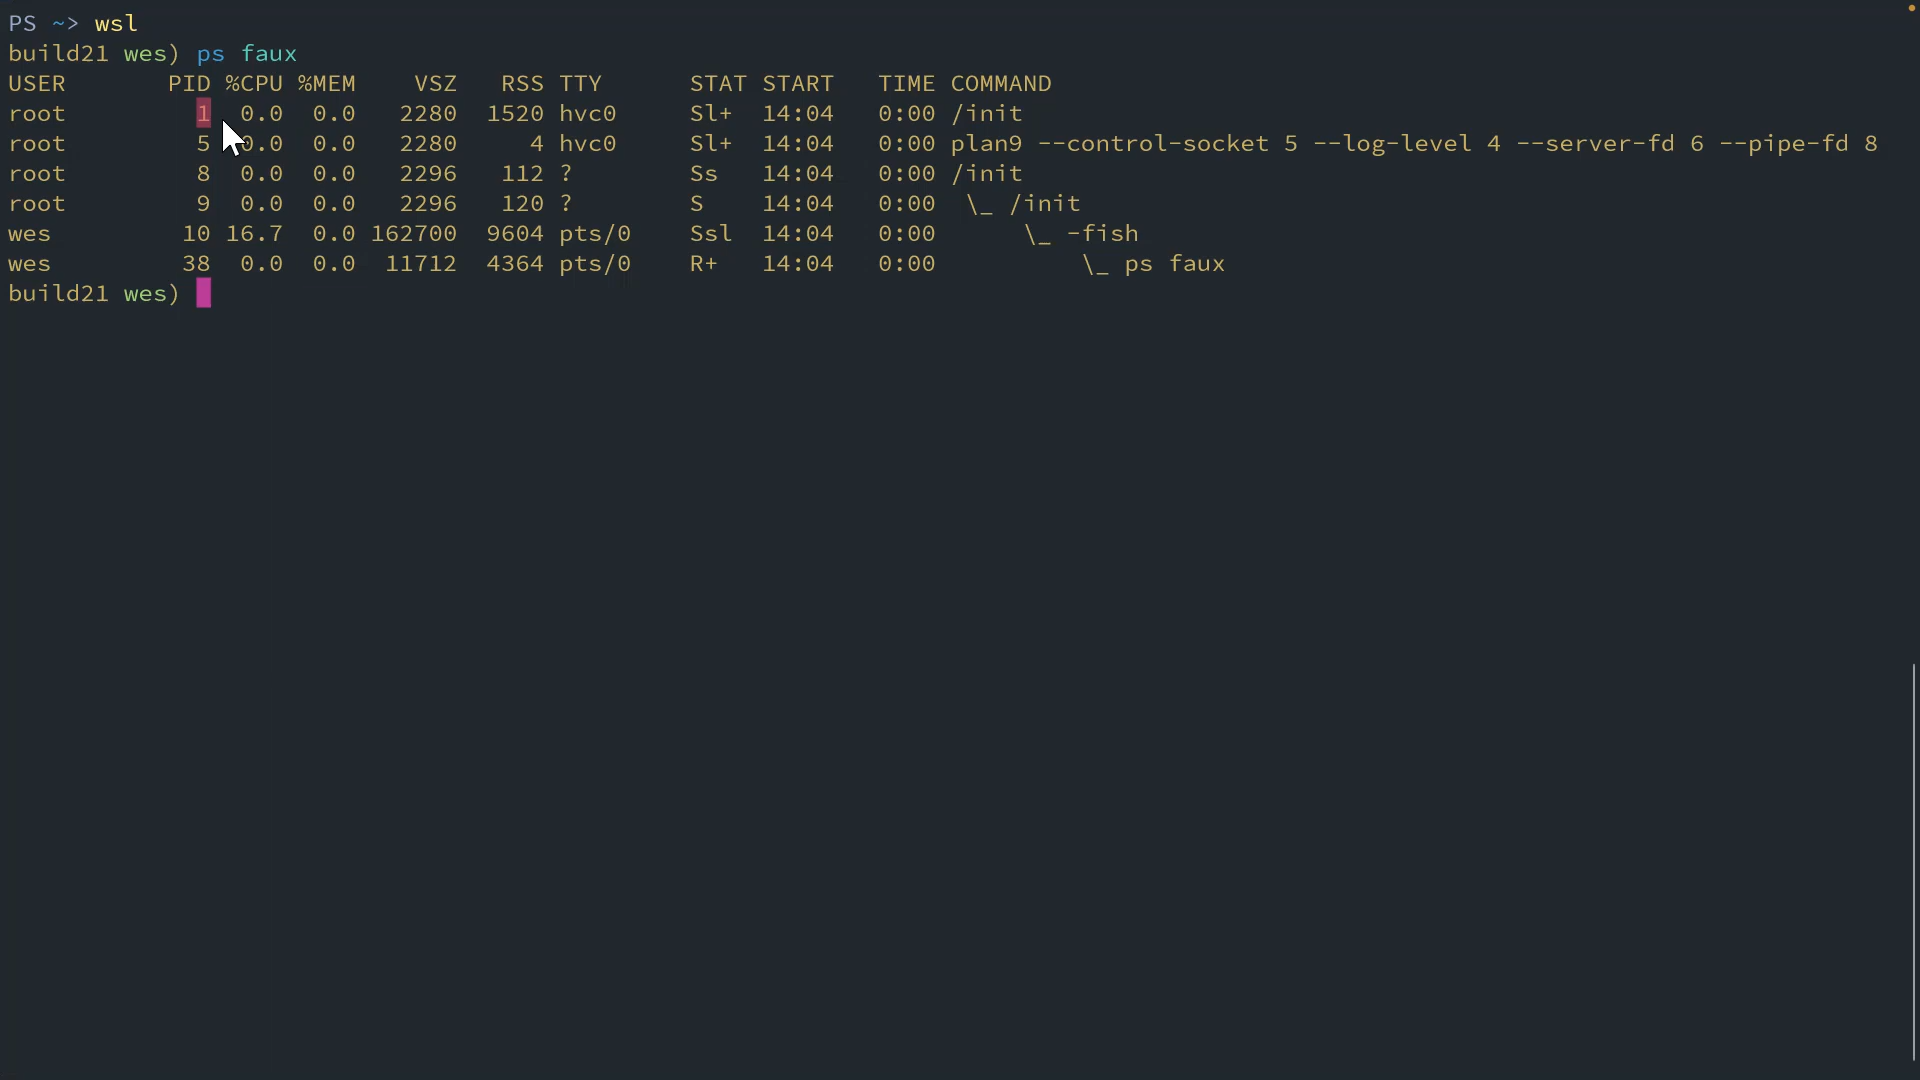 PS ~> wsl
build21 wes) ps faux
USER       PID %CPU %MEM    VSZ   RSS TTY      STAT START   TIME COMMAND
root         1  0.0  0.0   2280  1520 hvc0     Sl+  14:04   0:00 /init
root         5  0.0  0.0   2280     4 hvc0     Sl+  14:04   0:00 plan9 --control-socket 5 --log-level 4 --server-fd 6 --pipe-fd 8
root         8  0.0  0.0   2296   112 ?        Ss   14:04   0:00 /init
root         9  0.0  0.0   2296   120 ?        S    14:04   0:00  \_ /init
wes         10 16.7  0.0 162700  9604 pts/0    Ssl  14:04   0:00      \_ -fish
wes         38  0.0  0.0  11712  4364 pts/0    R+   14:04   0:00          \_ ps faux
build21 wes)